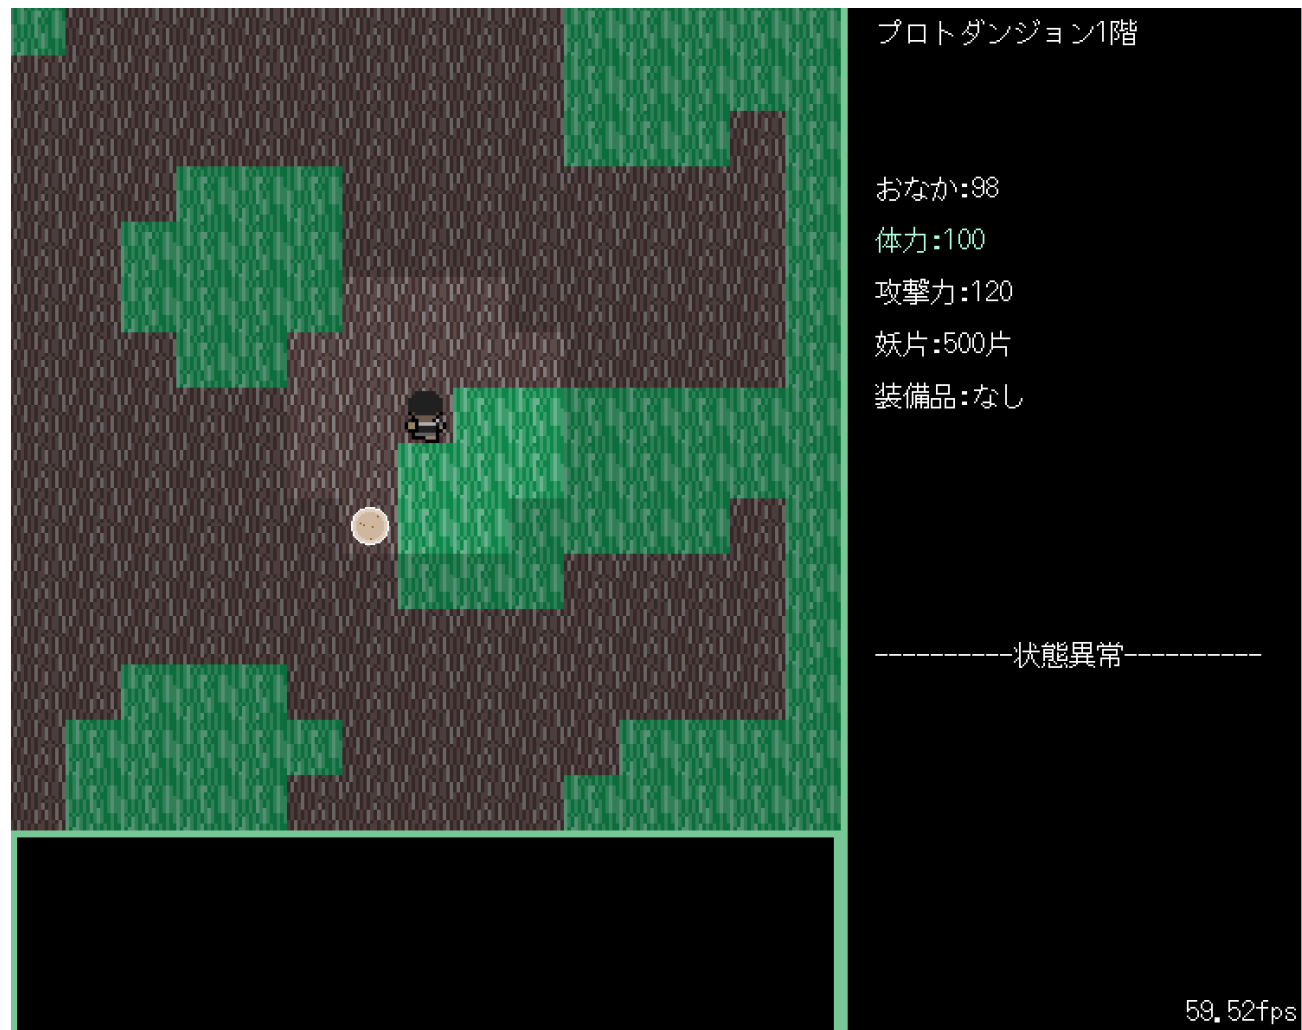 プロトダンジョン1階
おなか:98
体力:100
攻撃力:120
妖片:500片
装備品:なし
----------状態異常----------
59.52fps